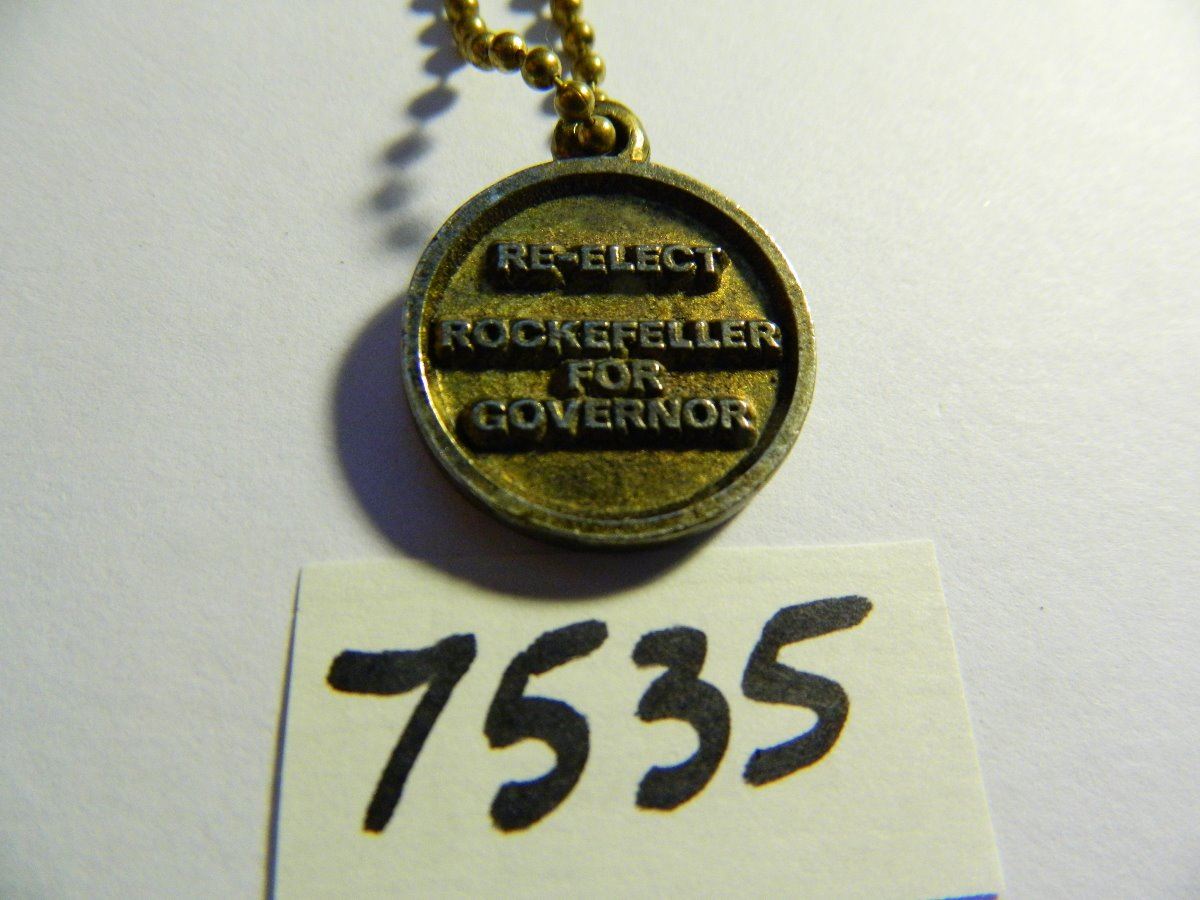 RE-ELECT
ROCKEFELLER
FOR
GOVERNOR
7535